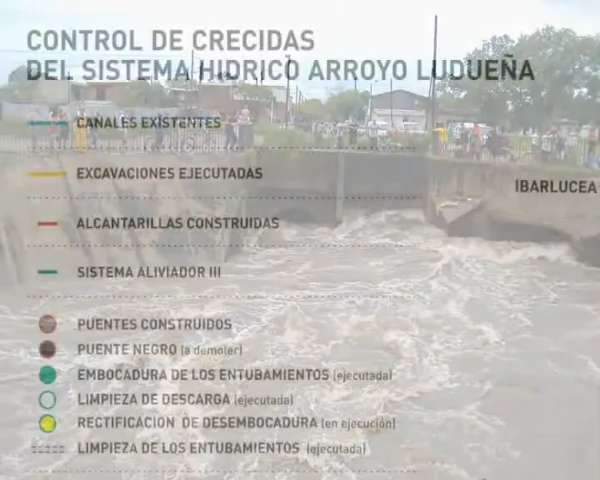 CONTROL DE CRECIDAS
DEL SISTEMA HIDRICO ARROYO LUDUEÑA
CANALES EXISTENTES
EXCAVACIONES EJECUTADAS
IBARLUCEA
ALCANTARILLAS CONSTRUIDAS
SISTEMA ALIVIADOR III
PUENTES CONSTRUIDOS
PUENTE NEGRO (a demoler)
EMBOCADURA DE LOS ENTUBAMIENTOS (ejecutada)
LIMPIEZA DE DESCARGA (ejecutada)
RECTIFICACION DE DESEMBOCADURA (en ejecución)
LIMPIEZA DE LOS ENTUBAMIENTOS (ejecutada)